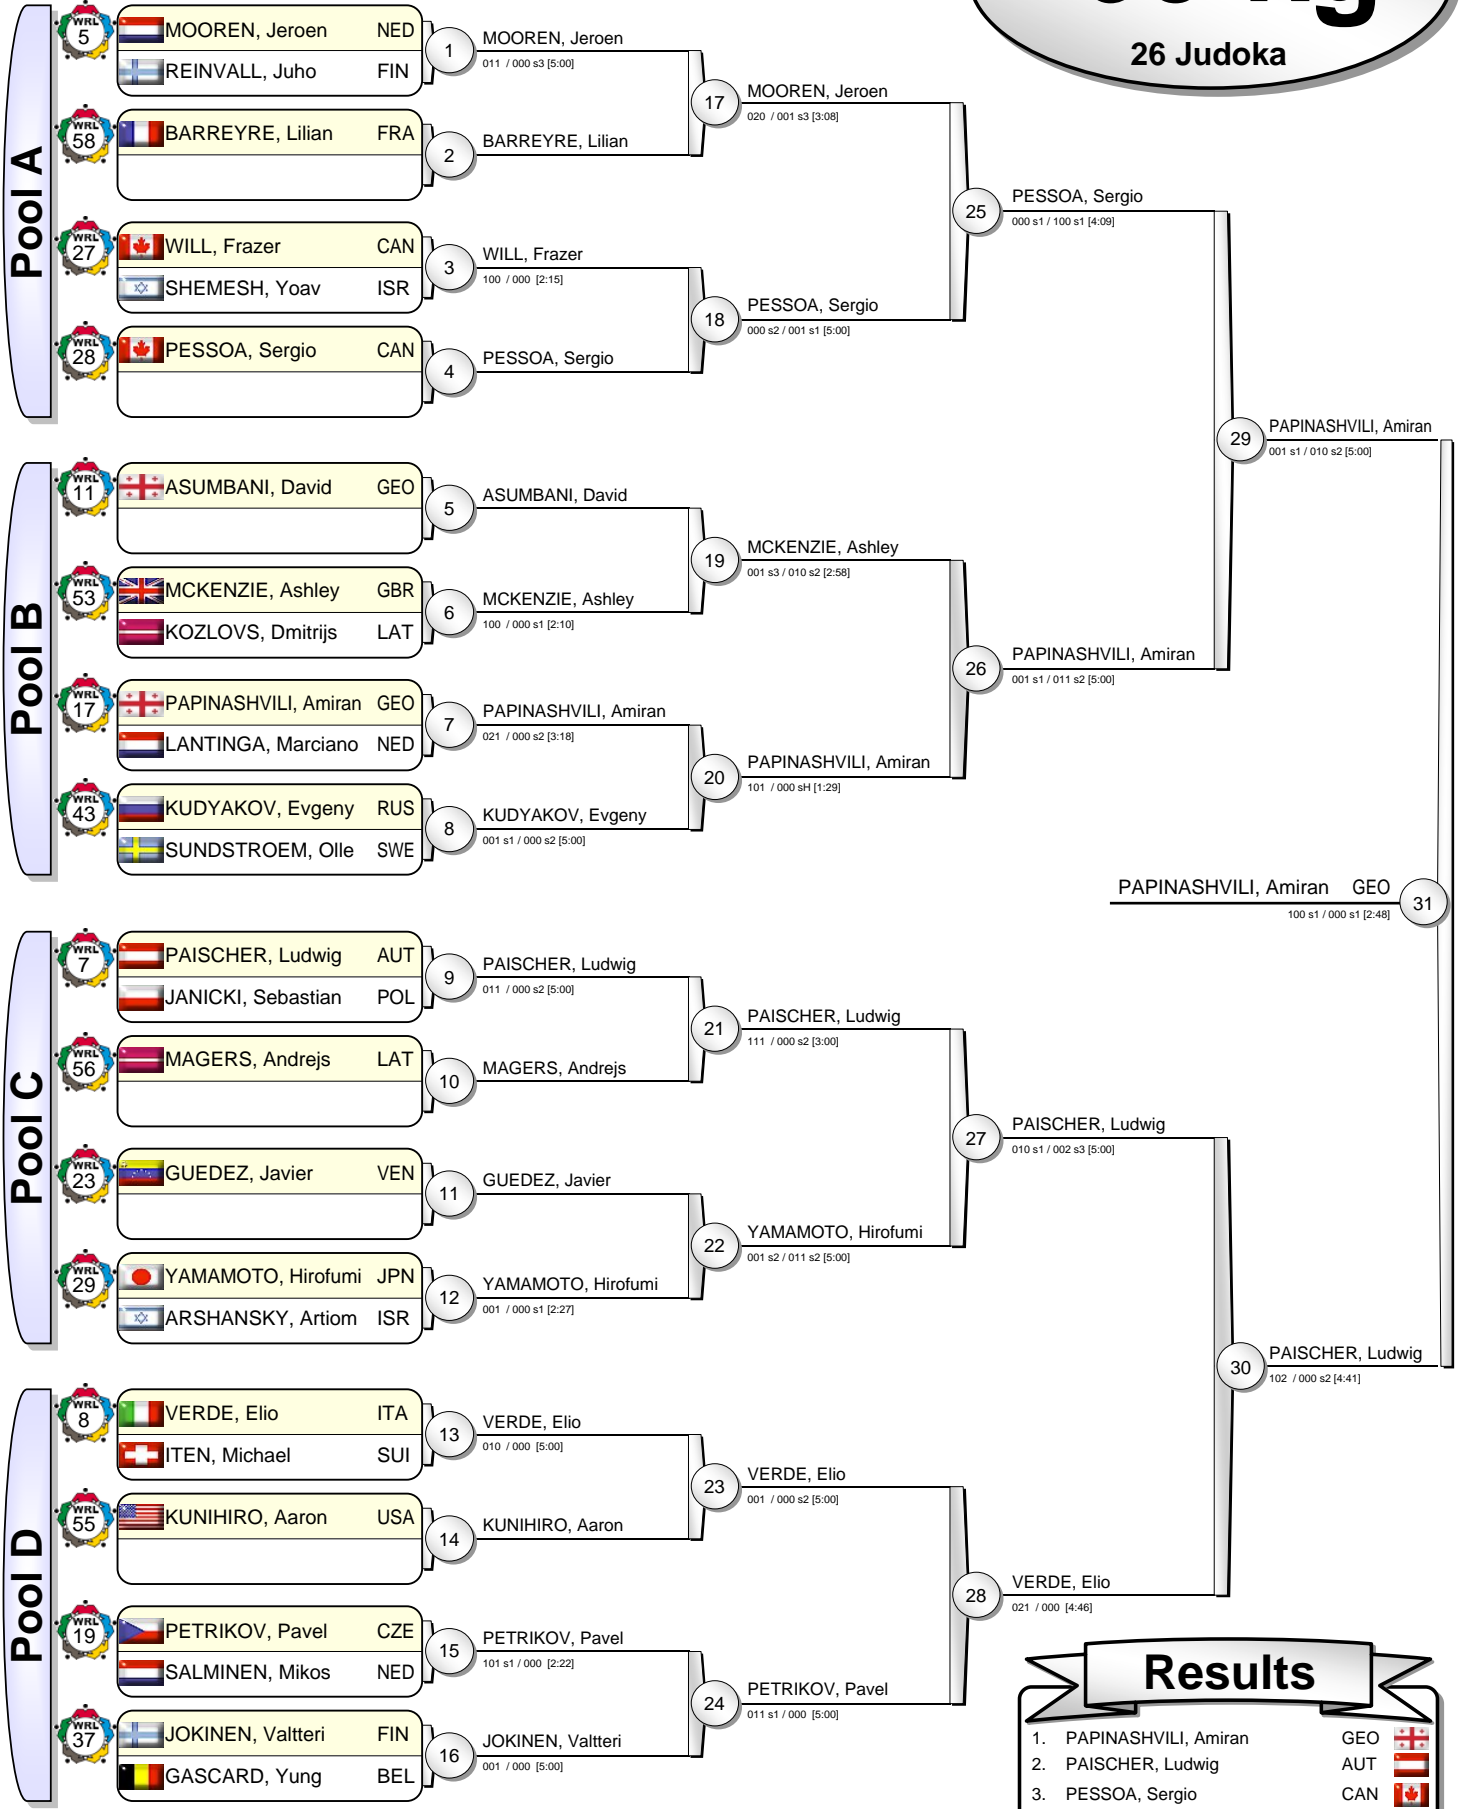 26 Judoka
Pool A
WRL 5 MOOREN, Jeroen NED
REINVALL, Juho FIN
WRL 58 BARREYRE, Lilian FRA
WRL 27 WILL, Frazer CAN
SHEMESH, Yoav ISR
WRL 28 PESSOA, Sergio CAN
1 MOOREN, Jeroen
011 / 000 s3 [5:00]
2 BARREYRE, Lilian
3 WILL, Frazer
100 / 000 [2:15]
4 PESSOA, Sergio
17 MOOREN, Jeroen
020 / 001 s3 [3:08]
18 PESSOA, Sergio
000 s2 / 001 s1 [5:00]
25 PESSOA, Sergio
000 s1 / 100 s1 [4:09]
Pool B
WRL 11 ASUMBANI, David GEO
WRL 53 MCKENZIE, Ashley GBR
KOZLOVS, Dmitrijs LAT
WRL 17 PAPINASHVILI, Amiran GEO
LANTINGA, Marciano NED
WRL 43 KUDYAKOV, Evgeny RUS
SUNDSTROEM, Olle SWE
5 ASUMBANI, David
6 MCKENZIE, Ashley
100 / 000 s1 [2:10]
7 PAPINASHVILI, Amiran
021 / 000 s2 [3:18]
8 KUDYAKOV, Evgeny
001 s1 / 000 s2 [5:00]
19 MCKENZIE, Ashley
001 s3 / 010 s2 [2:58]
20 PAPINASHVILI, Amiran
101 / 000 sH [1:29]
26 PAPINASHVILI, Amiran
001 s1 / 011 s2 [5:00]
29 PAPINASHVILI, Amiran
001 s1 / 010 s2 [5:00]
PAPINASHVILI, Amiran GEO 31
100 s1 / 000 s1 [2:48]
Pool C
WRL 7 PAISCHER, Ludwig AUT
JANICKI, Sebastian POL
WRL 56 MAGERS, Andrejs LAT
WRL 23 GUEDEZ, Javier VEN
WRL 29 YAMAMOTO, Hirofumi JPN
ARSHANSKY, Artiom ISR
9 PAISCHER, Ludwig
011 / 000 s2 [5:00]
10 MAGERS, Andrejs
11 GUEDEZ, Javier
12 YAMAMOTO, Hirofumi
001 / 000 s1 [2:27]
21 PAISCHER, Ludwig
111 / 000 s2 [3:00]
22 YAMAMOTO, Hirofumi
001 s2 / 011 s2 [5:00]
27 PAISCHER, Ludwig
010 s1 / 002 s3 [5:00]
30 PAISCHER, Ludwig
102 / 000 s2 [4:41]
Pool D
WRL 8 VERDE, Elio ITA
ITEN, Michael SUI
WRL 55 KUNIHIRO, Aaron USA
WRL 19 PETRIKOV, Pavel CZE
SALMINEN, Mikos NED
WRL 37 JOKINEN, Valtteri FIN
GASCARD, Yung BEL
13 VERDE, Elio
010 / 000 [5:00]
14 KUNIHIRO, Aaron
15 PETRIKOV, Pavel
101 s1 / 000 [2:22]
16 JOKINEN, Valtteri
001 / 000 [5:00]
23 VERDE, Elio
001 / 000 s2 [5:00]
24 PETRIKOV, Pavel
011 s1 / 000 [5:00]
28 VERDE, Elio
021 / 000 [4:46]
Results
1. PAPINASHVILI, Amiran GEO
2. PAISCHER, Ludwig AUT
3. PESSOA, Sergio CAN